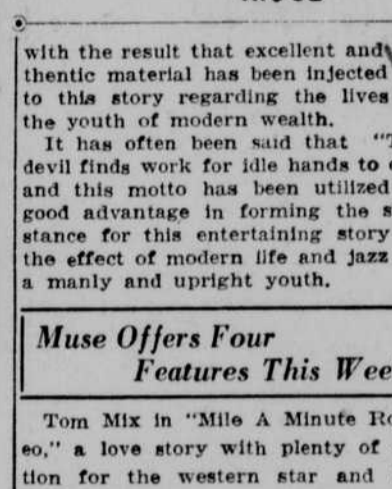 with the result that excellent and
thentic material has been injected
to this story regarding the lives
the youth of modern wealth.
It has often been said that
devil finds work for idle hands to
and this motto has been utilized
good advantage in forming the s
stance for this entertaining story
the effect of modern life and jazz
a manly and upright youth.
Muse Offers Four
Features This Wee
Tom Mix in "Mile A Minute Ro
eo," a love story with plenty of
tion for the western star and